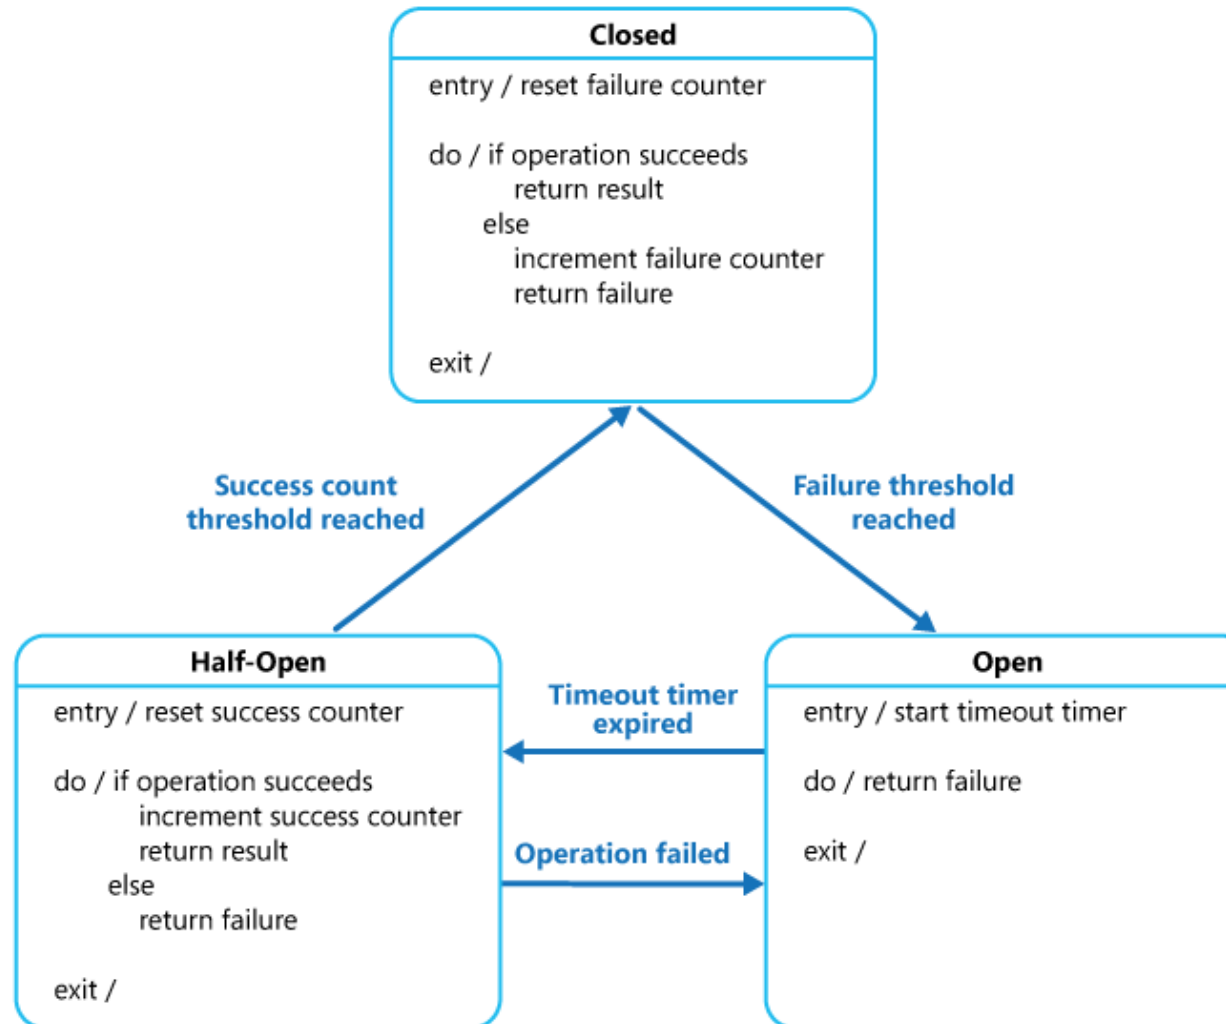 Closed
entry / reset failure counter
do / if operation succeeds
return result
else
increment failure counter
return failure
exit /
Success count
threshold reached
Failure threshold
reached
Half-Open
entry / reset success counter
do / if operation succeeds
increment success counter
return result
else
return failure
exit /
Timeout timer
expired
Operation failed
Open
entry / start timeout timer
do / return failure
exit /